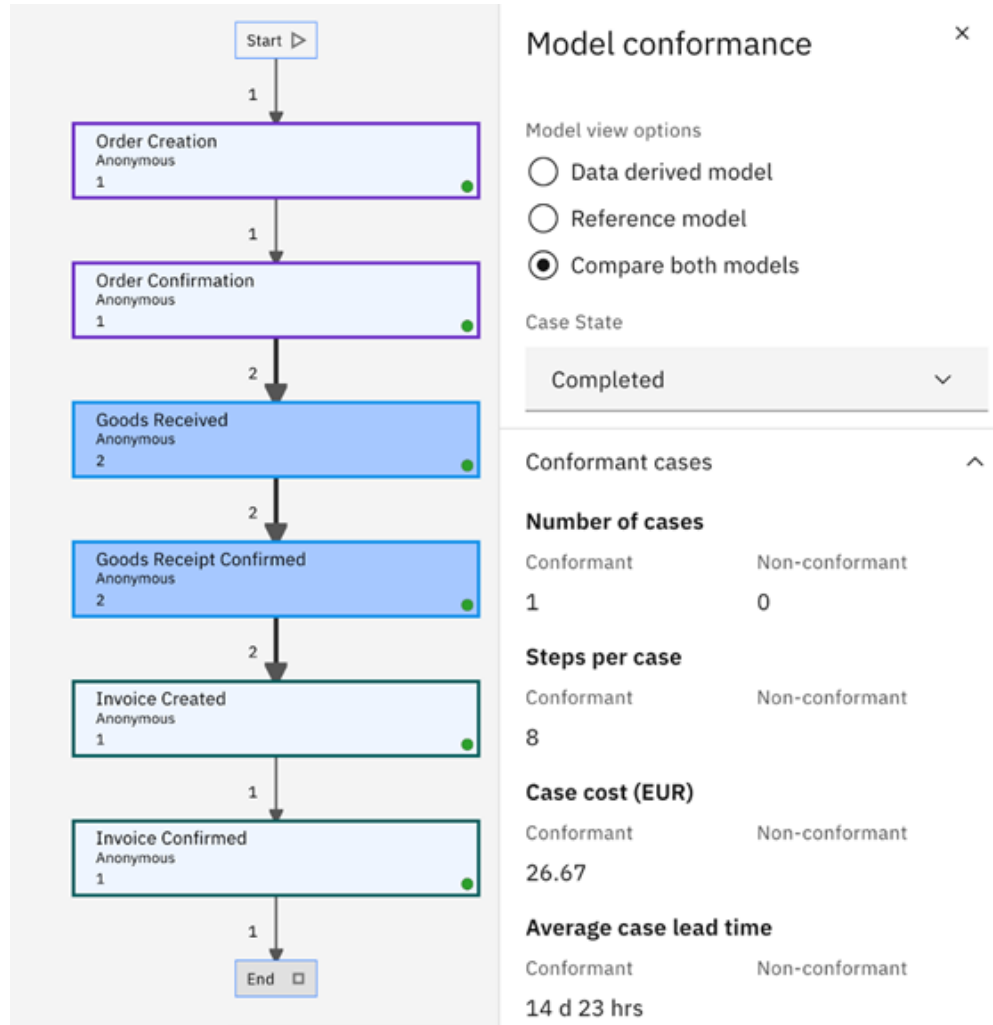 Start
1
Order Creation
Anonymous
1
1
Order Confirmation
Anonymous
1
2
Goods Received
Anonymous
2
2
Goods Receipt Confirmed
Anonymous
2
2
Invoice Created
Anonymous
1
1
Invoice Confirmed
Anonymous
1
1
End
Model conformance
Model view options
Data derived model
Reference model
Compare both models
Case State
Completed
Conformant cases
Number of cases
Conformant Non-conformant
1 0
Steps per case
Conformant Non-conformant
8
Case cost (EUR)
Conformant Non-conformant
26.67
Average case lead time
Conformant Non-conformant
14 d 23 hrs